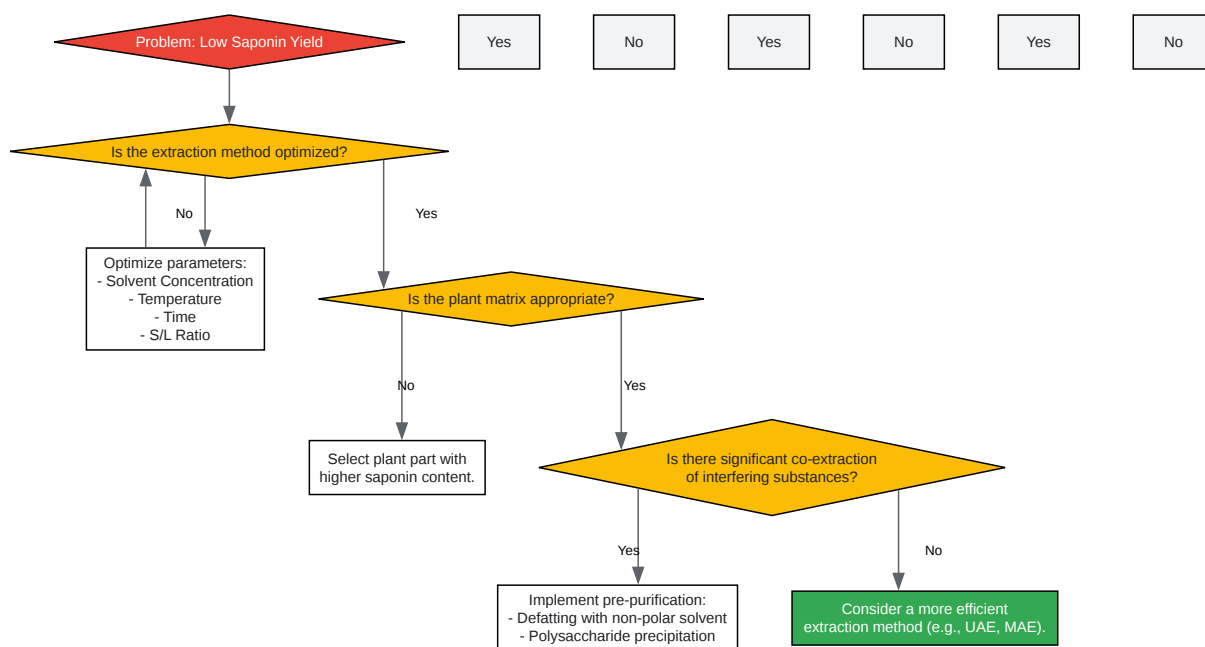 Problem: Low Saponin Yield
Yes
No
Yes
No
Yes
No
Is the extraction method optimized?
No
Yes
Optimize parameters:
- Solvent Concentration
- Temperature
- Time
- S/L Ratio
Is the plant matrix appropriate?
No
Yes
Select plant part with
higher saponin content.
Is there significant co-extraction
of interfering substances?
Yes
No
Implement pre-purification:
- Defatting with non-polar solvent
- Polysaccharide precipitation
Consider a more efficient
extraction method (e.g., UAE, MAE).